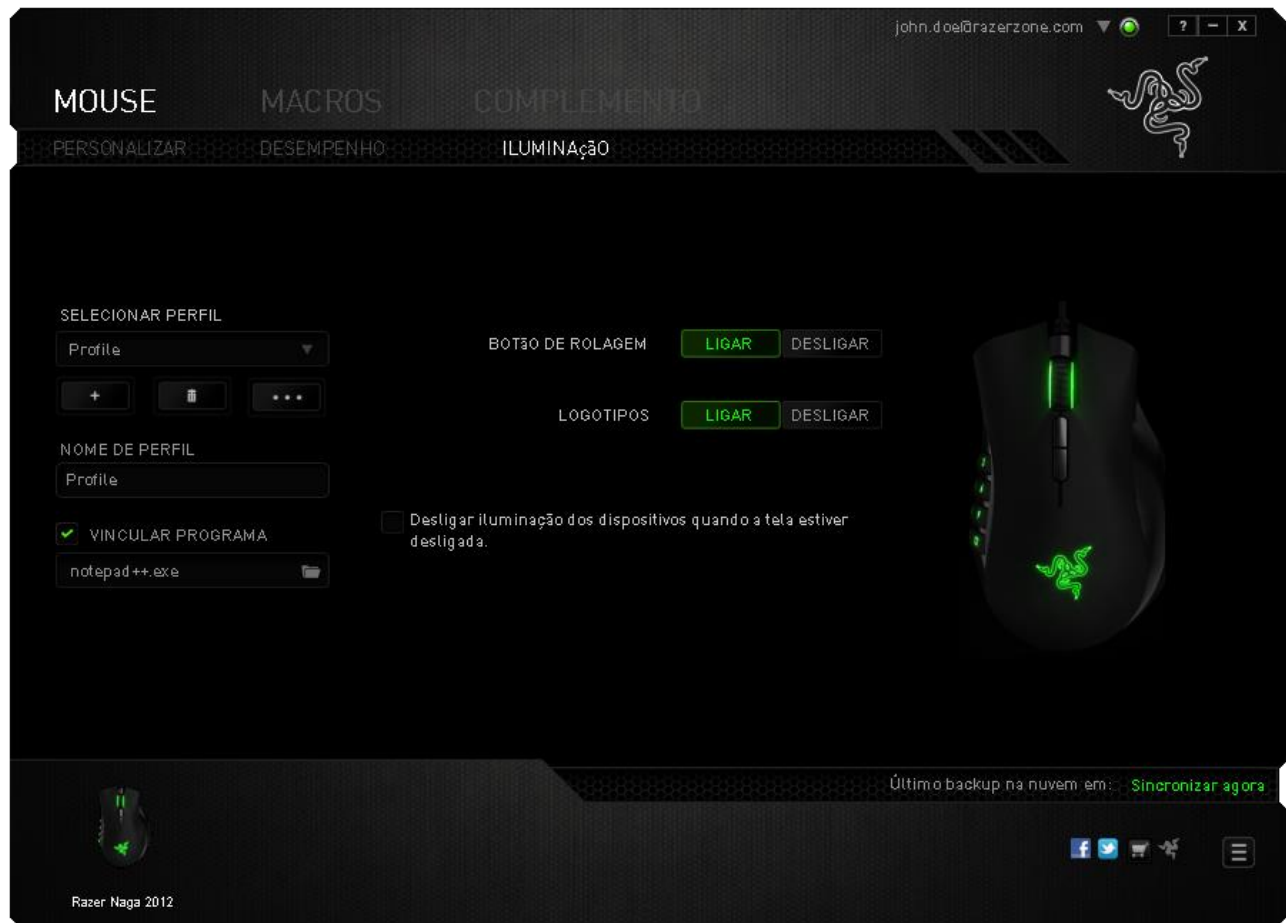 john.doe@razerzone.com
? – X
MOUSE MACROS COMPLEMENTO
PERSONALIZAR DESEMPENHO ILUMINAçãO
SELECIONAR PERFIL
Profile
+
NOME DE PERFIL
Profile
VINCULAR PROGRAMA
notepad++.exe
BOTãO DE ROLAGEM LIGAR DESLIGAR
LOGOTIPOS LIGAR DESLIGAR
Desligar iluminação dos dispositivos quando a tela estiver
desligada.
Último backup na nuvem em: Sincronizar agora
Razer Naga 2012